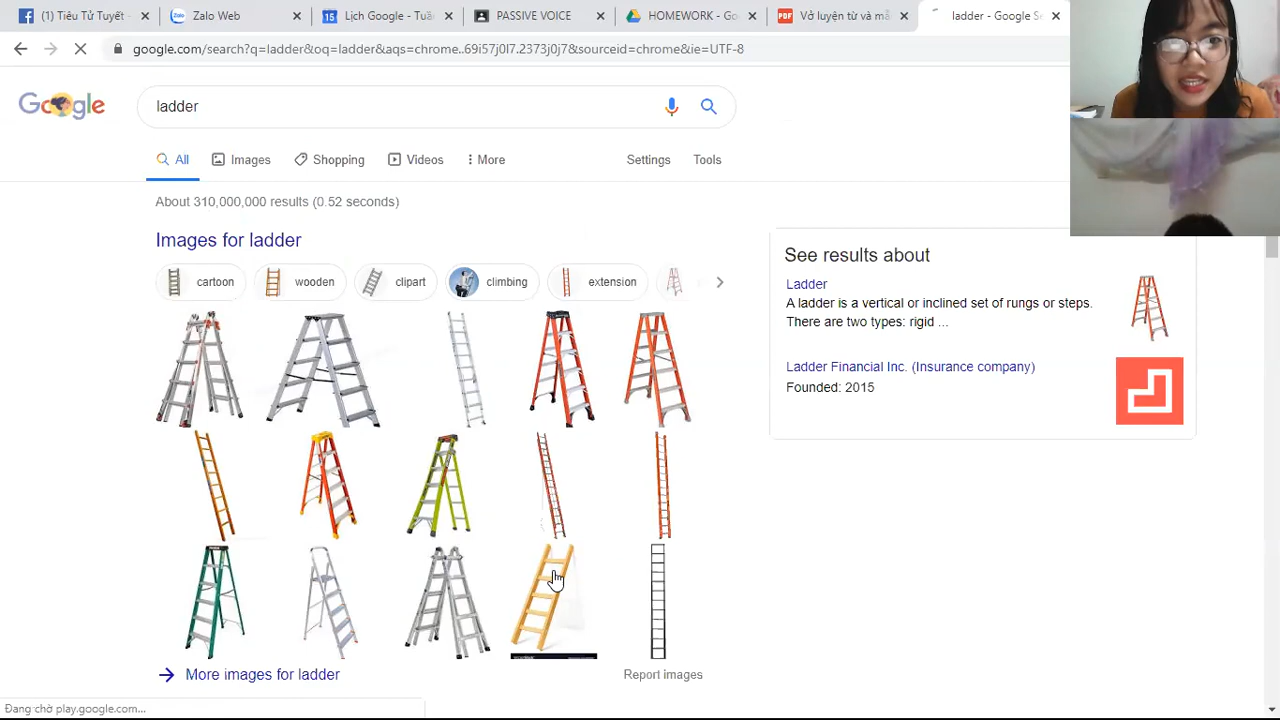 (1) Tiêu Tử Tuyết -
Zalo Web
Lịch Google - Tuầ
PASSIVE VOICE
HOMEWORK - Go
Vở luyện từ và mẫ
ladder - Google Se
google.com/search?q=ladder&oq=ladder&aqs=chrome..69i57j0l7.2373j0j7&sourceid=chrome&ie=UTF-8
Google
ladder
All
Images
Shopping
Videos
More
Settings
Tools
About 310,000,000 results (0.52 seconds)
Images for ladder
cartoon
wooden
clipart
climbing
extension
More images for ladder
Report images
See results about
Ladder
A ladder is a vertical or inclined set of rungs or steps.
There are two types: rigid ...
Ladder Financial Inc. (Insurance company)
Founded: 2015
Đang chờ play.google.com...